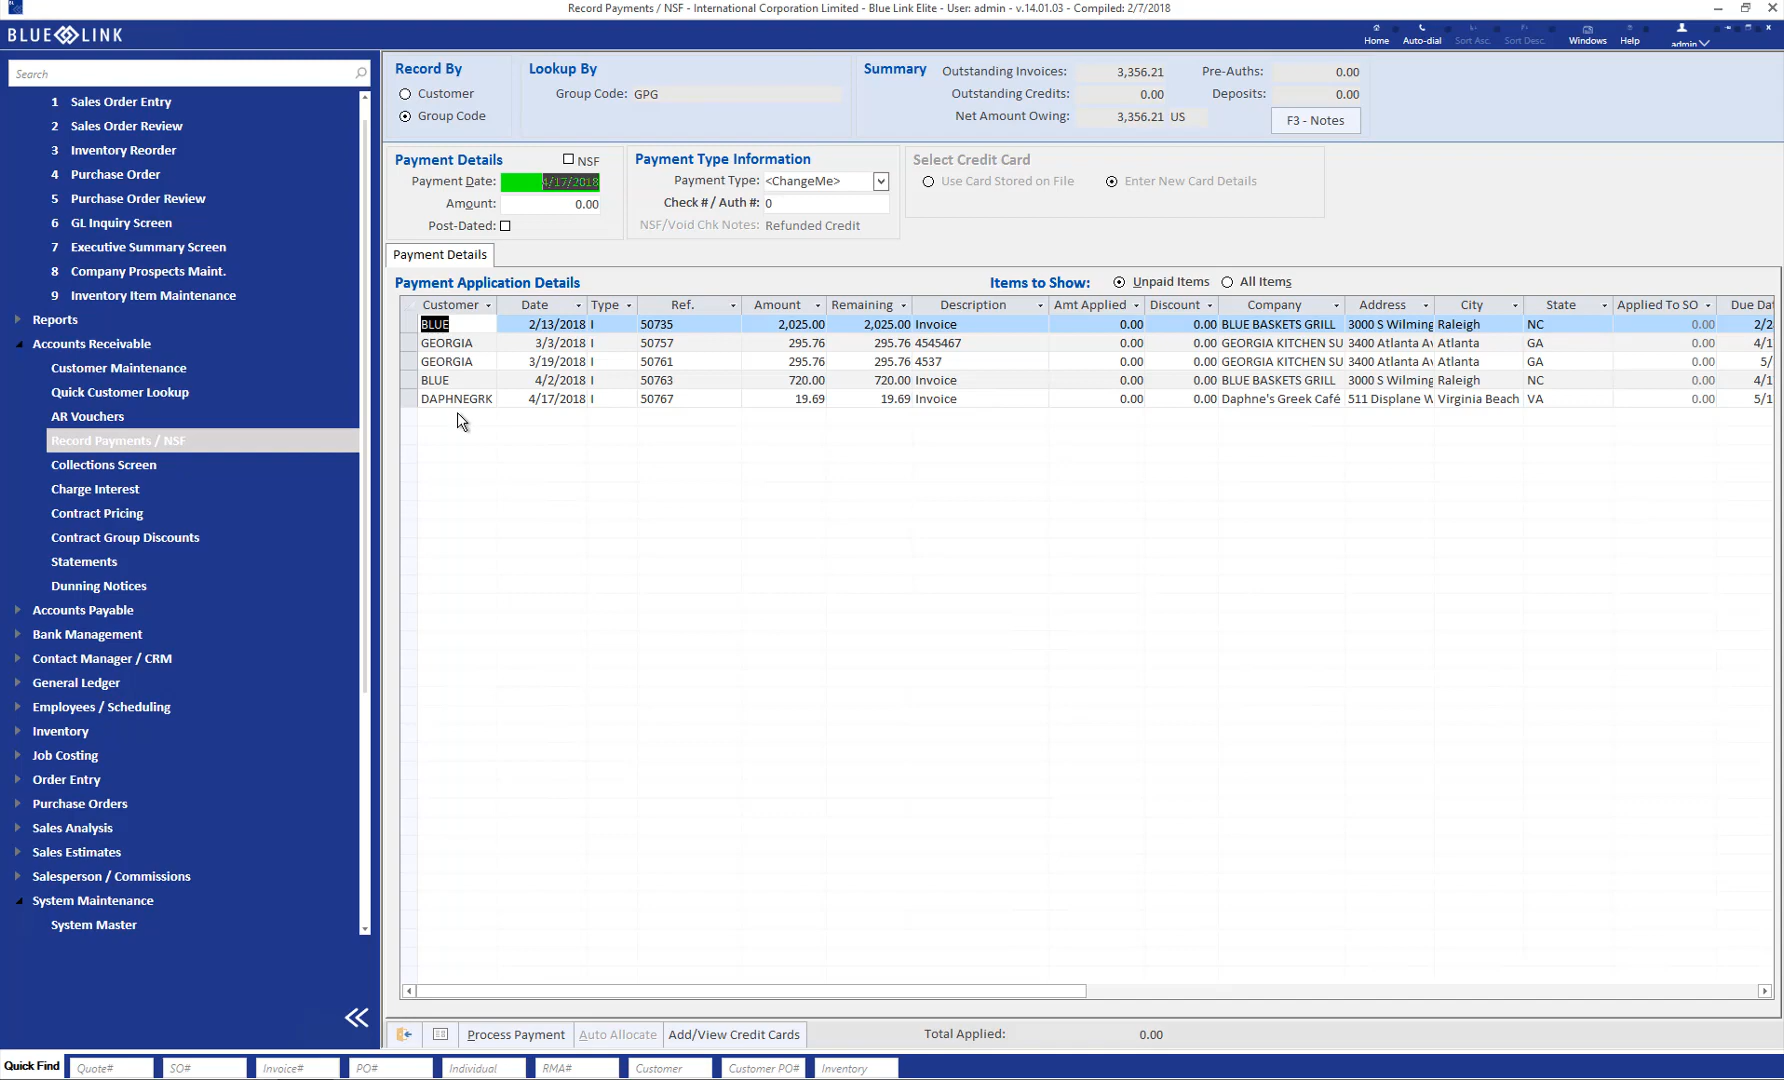 Record Payments / NSF - International Corporation Limited - Blue Link Elite - User: admin - v.14.01.03 - Compiled: 2/7/2018
BLUE LINK
Home Auto-dial Sort Asc. Sort Desc. Windows Help admin
Search
1 Sales Order Entry
2 Sales Order Review
3 Inventory Reorder
4 Purchase Order
5 Purchase Order Review
6 GL Inquiry Screen
7 Executive Summary Screen
8 Company Prospects Maint.
9 Inventory Item Maintenance
Reports
Accounts Receivable
Customer Maintenance
Quick Customer Lookup
AR Vouchers
Record Payments / NSF
Collections Screen
Charge Interest
Contract Pricing
Contract Group Discounts
Statements
Dunning Notices
Accounts Payable
Bank Management
Contact Manager / CRM
General Ledger
Employees / Scheduling
Inventory
Job Costing
Order Entry
Purchase Orders
Sales Analysis
Sales Estimates
Salesperson / Commissions
System Maintenance
System Master
Record By
Customer
Group Code
Lookup By
Group Code: GPG
Summary
Outstanding Invoices: 3,356.21
Outstanding Credits: 0.00
Net Amount Owing: 3,356.21 US
Pre-Auths: 0.00
Deposits: 0.00
F3 - Notes
Payment Details
NSF
Payment Date: 4/17/2018
Amount: 0.00
Post-Dated:
Payment Type Information
Payment Type: <ChangeMe>
Check # / Auth #: 0
NSF/Void Chk Notes: Refunded Credit
Select Credit Card
Use Card Stored on File
Enter New Card Details
Payment Details
Payment Application Details
Items to Show: Unpaid Items All Items
Customer Date Type Ref. Amount Remaining Description Amt Applied Discount Company Address City State Applied To SO Due Dat
BLUE 2/13/2018 I 50735 2,025.00 2,025.00 Invoice 0.00 0.00 BLUE BASKETS GRILL 3000 S Wilming Raleigh NC 0.00 2/2
GEORGIA 3/3/2018 I 50757 295.76 295.76 4545467 0.00 0.00 GEORGIA KITCHEN SU 3400 Atlanta Av Atlanta GA 0.00 4/1
GEORGIA 3/19/2018 I 50761 295.76 295.76 4537 0.00 0.00 GEORGIA KITCHEN SU 3400 Atlanta Av Atlanta GA 0.00 5/
BLUE 4/2/2018 I 50763 720.00 720.00 Invoice 0.00 0.00 BLUE BASKETS GRILL 3000 S Wilming Raleigh NC 0.00 4/1
DAPHNEGRK 4/17/2018 I 50767 19.69 19.69 Invoice 0.00 0.00 Daphne's Greek Café 511 Displane W Virginia Beach VA 0.00 5/1
Process Payment Auto Allocate Add/View Credit Cards Total Applied: 0.00
Quick Find Quote# SO# Invoice# PO# Individual RMA# Customer Customer PO# Inventory